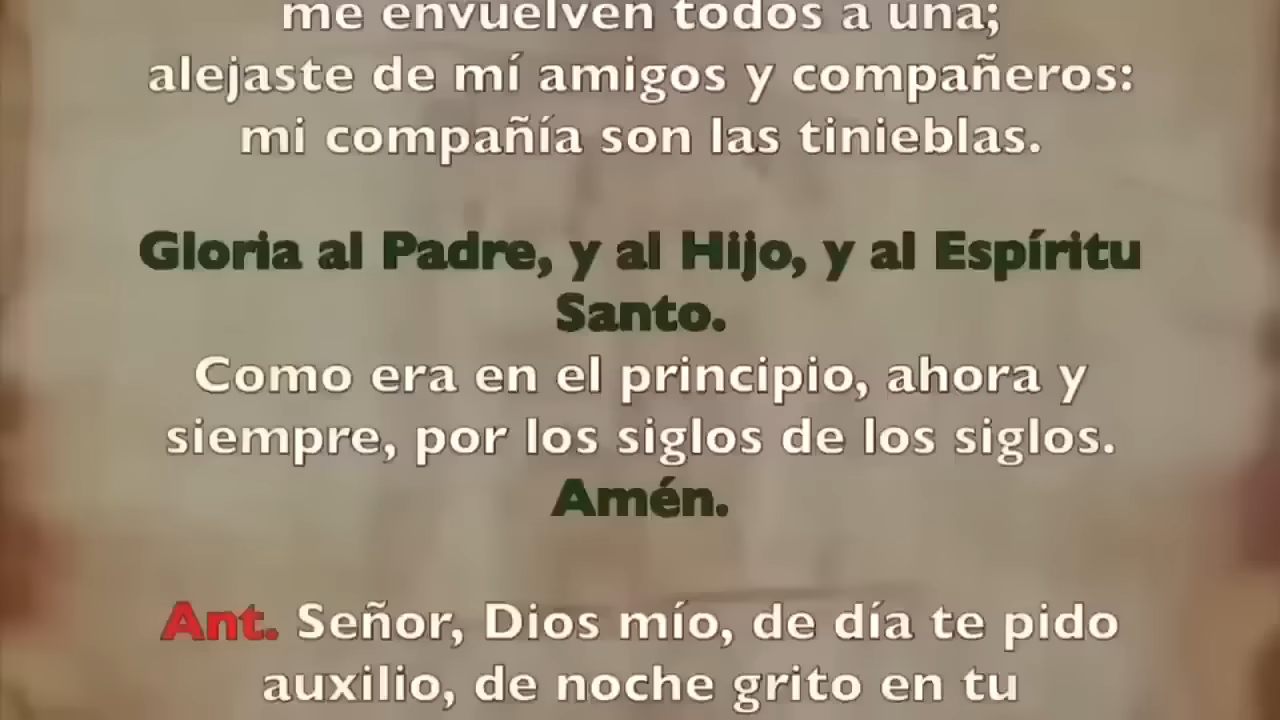 me envuelven todos a una;
alejaste de mí amigos y compañeros:
mi compañía son las tinieblas.
Gloria al Padre, y al Hijo, y al Espíritu
Santo.
Como era en el principio, ahora y
siempre, por los siglos de los siglos.
Amén.
Ant. Señor, Dios mío, de día te pido
auxilio, de noche grito en tu